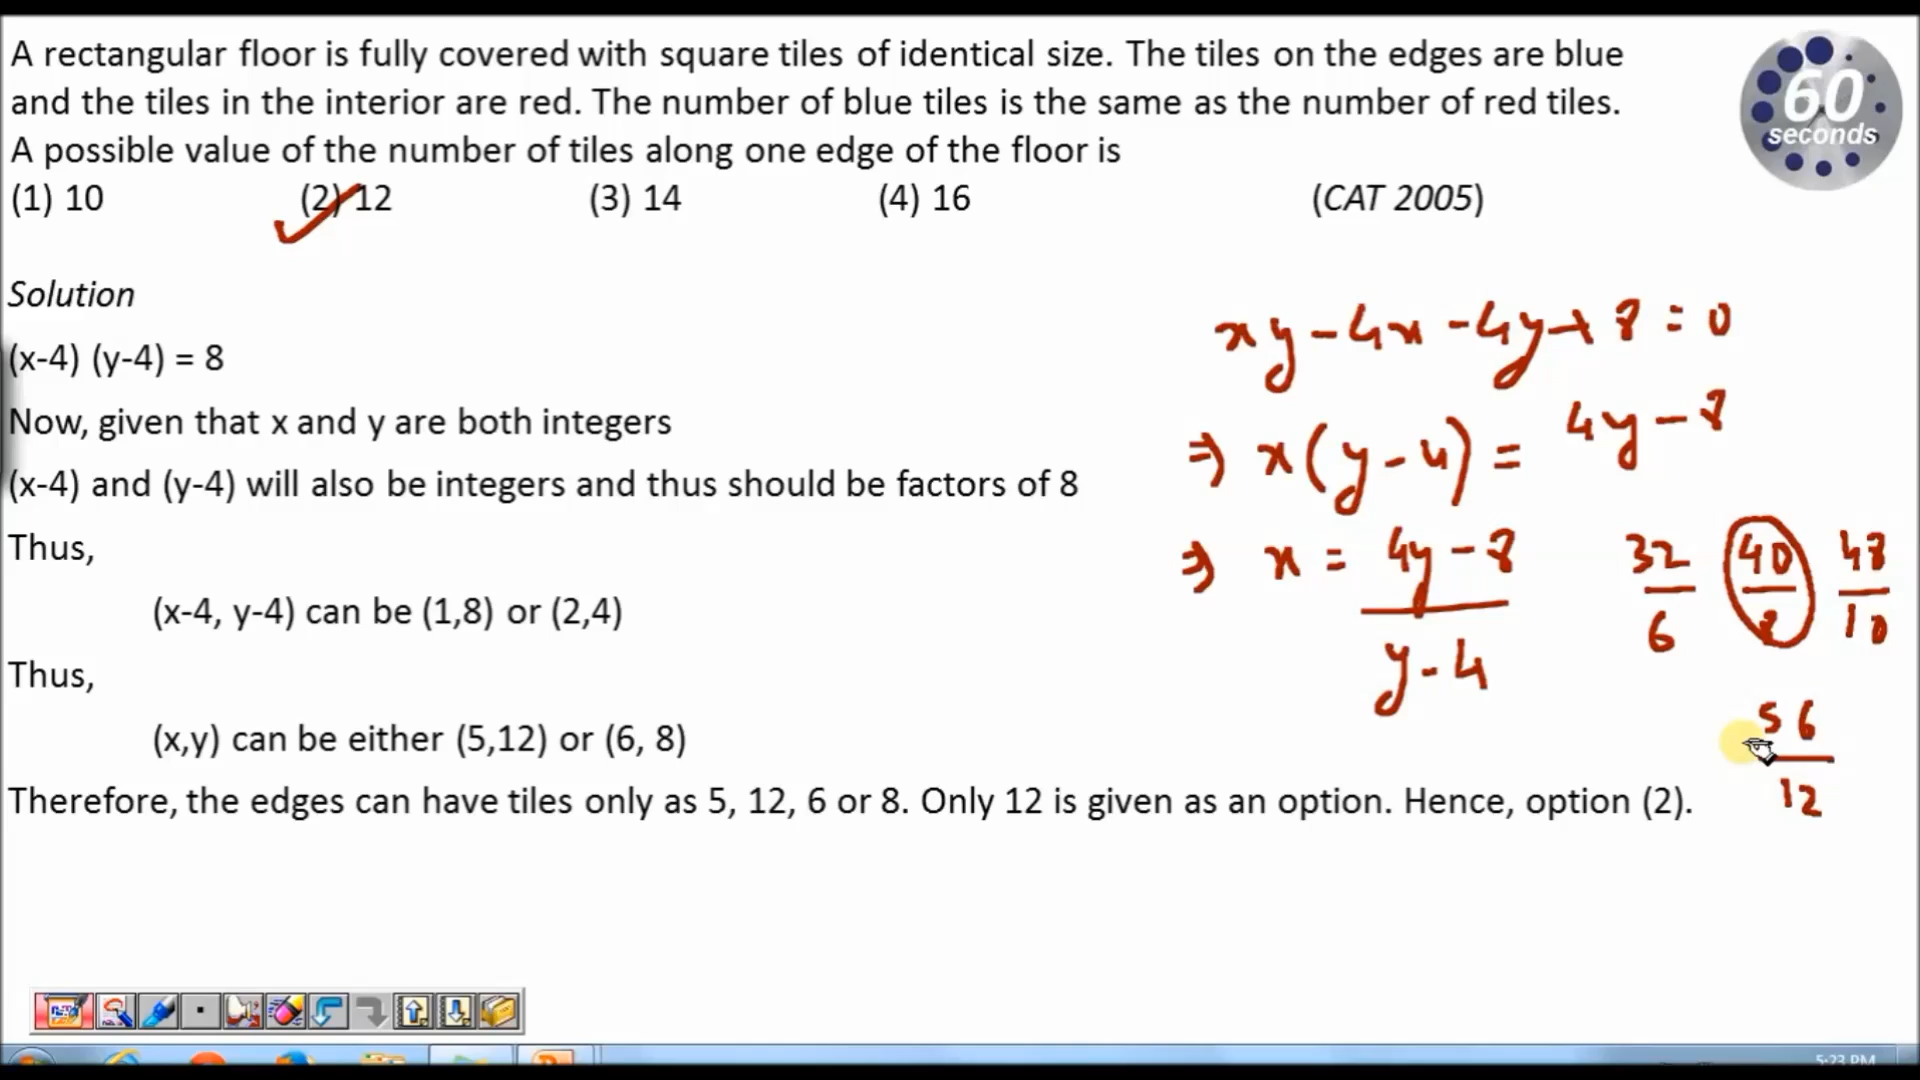 A rectangular floor is fully covered with square tiles of identical size. The tiles on the edges are blue
and the tiles in the interior are red. The number of blue tiles is the same as the number of red tiles.
A possible value of the number of tiles along one edge of the floor is
(1) 10 (2) 12 (3) 14 (4) 16 (CAT 2005)
60
seconds
Solution
(x-4) (y-4) = 8
Now, given that x and y are both integers
(x-4) and (y-4) will also be integers and thus should be factors of 8
Thus,
(x-4, y-4) can be (1,8) or (2,4)
Thus,
(x,y) can be either (5,12) or (6, 8)
Therefore, the edges can have tiles only as 5, 12, 6 or 8. Only 12 is given as an option. Hence, option (2).
xy - 4x - 4y + 8 = 0
⇒ x(y - 4) = 4y - 8
⇒ x = 4y - 8
y - 4
32 40 48
6 8 10
56
12
5:23 PM